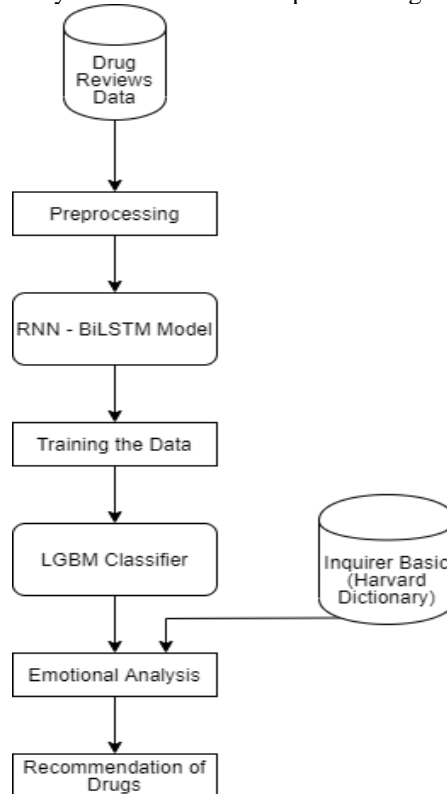 Drug
Reviews
Data
Preprocessing
RNN - BiLSTM Model
Training the Data
LGBM Classifier
Inquirer Basic
(Harvard
Dictionary)
Emotional Analysis
Recommendation of
Drugs